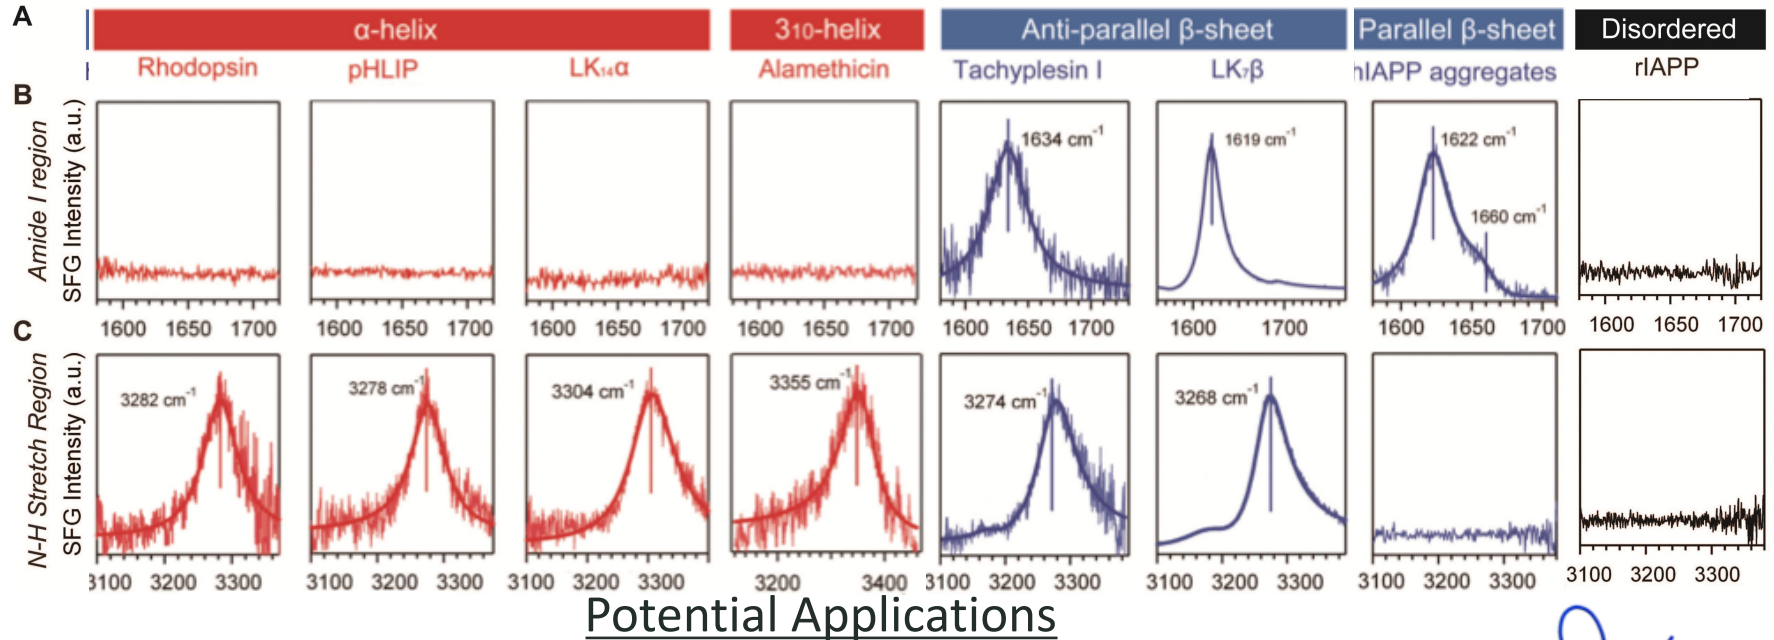 A
α-helix 3₁₀-helix Anti-parallel β-sheet Parallel β-sheet Disordered
Rhodopsin pHLIP LK₁₄α Alamethicin Tachyplesin I LK₇β hIAPP aggregates rIAPP
B
Amide I region
SFG Intensity (a.u.)
1634 cm⁻¹ 1619 cm⁻¹ 1622 cm⁻¹
1660 cm⁻¹
1600 1650 1700 1600 1650 1700 1600 1650 1700 1600 1650 1700 1600 1650 1700 1600 1700 1600 1650 1700 1600 1650 1700
C
N-H Stretch Region
SFG Intensity (a.u.)
3282 cm⁻¹ 3278 cm⁻¹ 3304 cm⁻¹ 3355 cm⁻¹ 3274 cm⁻¹ 3268 cm⁻¹
3100 3200 3300 3100 3200 3300 3100 3200 3300 3200 3400 3100 3200 3300 3100 3200 3300 3100 3200 3300 3100 3200 3300
Potential Applications